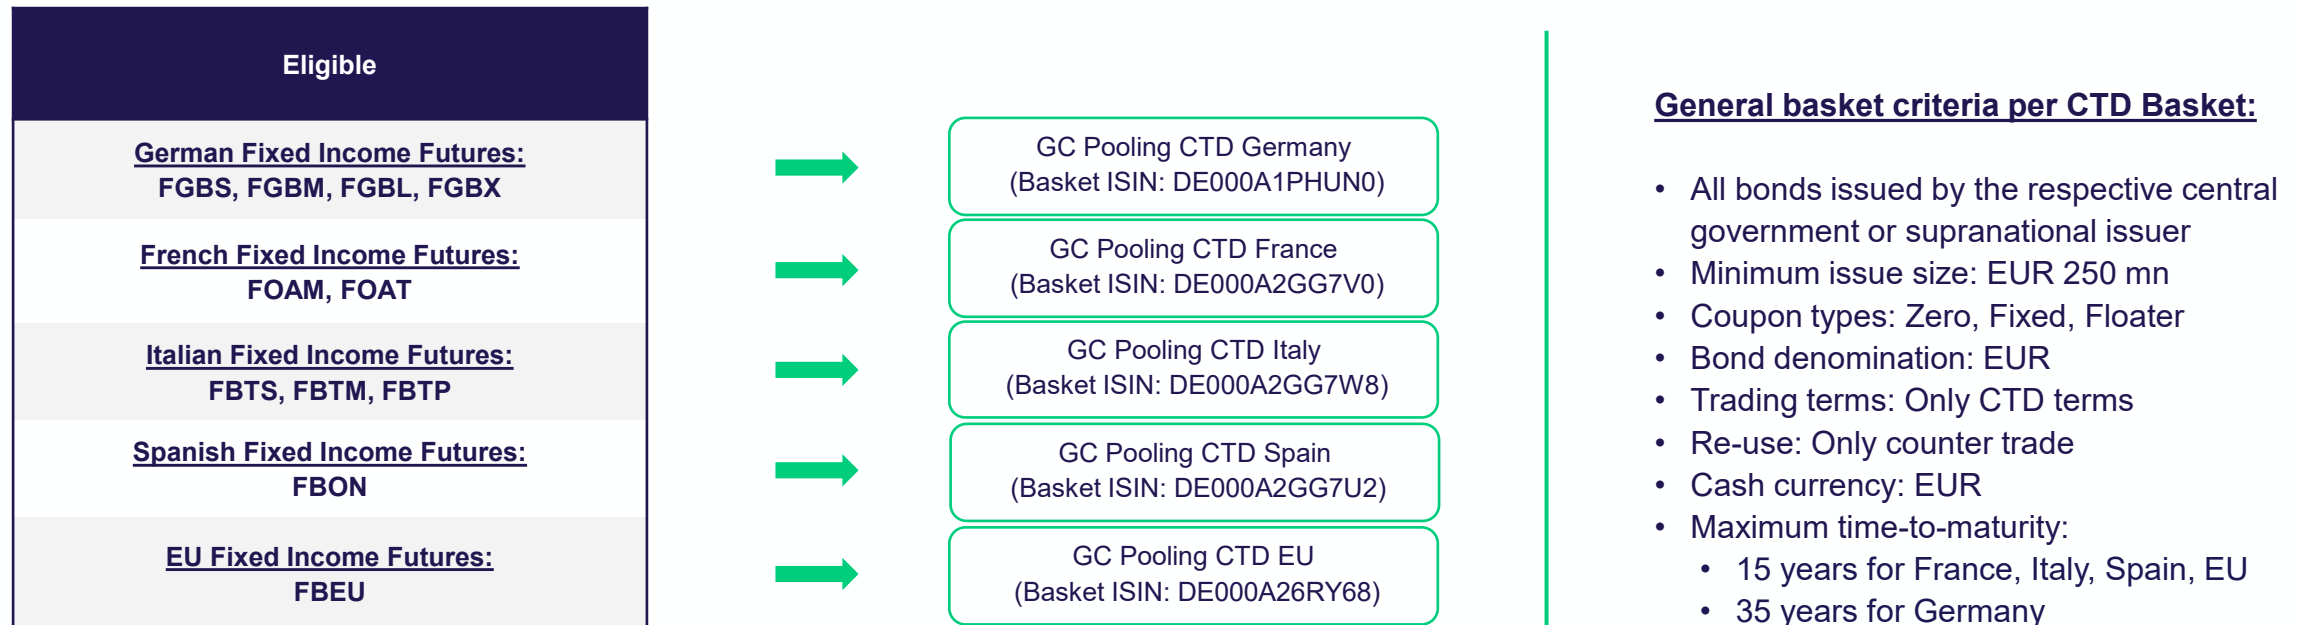 Eligible
German Fixed Income Futures:
FGBS, FGBM, FGBL, FGBX
French Fixed Income Futures:
FOAM, FOAT
Italian Fixed Income Futures:
FBTS, FBTM, FBTP
Spanish Fixed Income Futures:
FBON
EU Fixed Income Futures:
FBEU
GC Pooling CTD Germany
(Basket ISIN: DE000A1PHUN0)
GC Pooling CTD France
(Basket ISIN: DE000A2GG7V0)
GC Pooling CTD Italy
(Basket ISIN: DE000A2GG7W8)
GC Pooling CTD Spain
(Basket ISIN: DE000A2GG7U2)
GC Pooling CTD EU
(Basket ISIN: DE000A26RY68)
General basket criteria per CTD Basket:
• All bonds issued by the respective central
government or supranational issuer
• Minimum issue size: EUR 250 mn
• Coupon types: Zero, Fixed, Floater
• Bond denomination: EUR
• Trading terms: Only CTD terms
• Re-use: Only counter trade
• Cash currency: EUR
• Maximum time-to-maturity:
• 15 years for France, Italy, Spain, EU
• 35 years for Germany